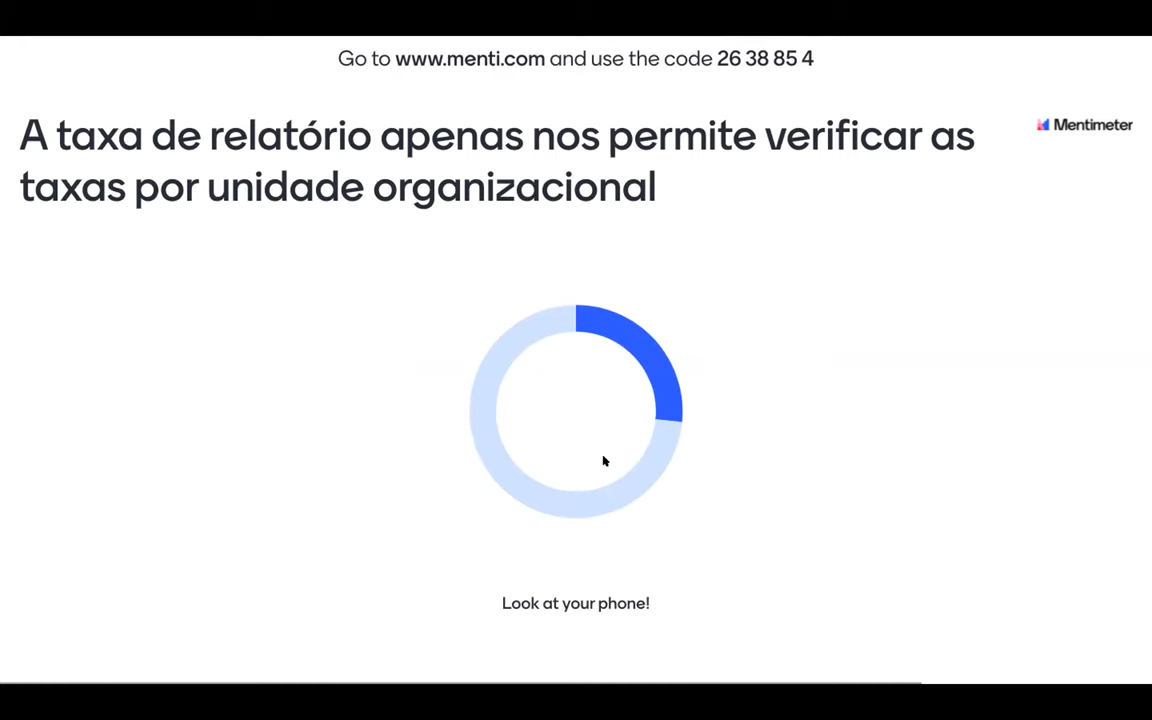 Go to www.menti.com and use the code 26 38 85 4
A taxa de relatório apenas nos permite verificar as
taxas por unidade organizacional
Mentimeter
Look at your phone!